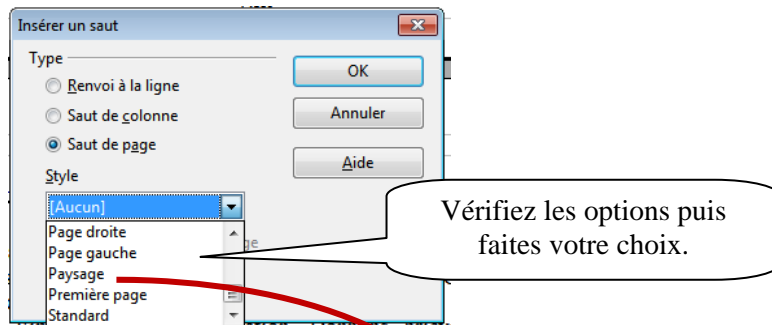 Insérer un saut
Type
Renvoi à la ligne
Saut de colonne
Saut de page
Style
[Aucun]
Page droite
Page gauche
Paysage
Première page
Standard
OK
Annuler
Aide
Vérifiez les options puis
faites votre choix.